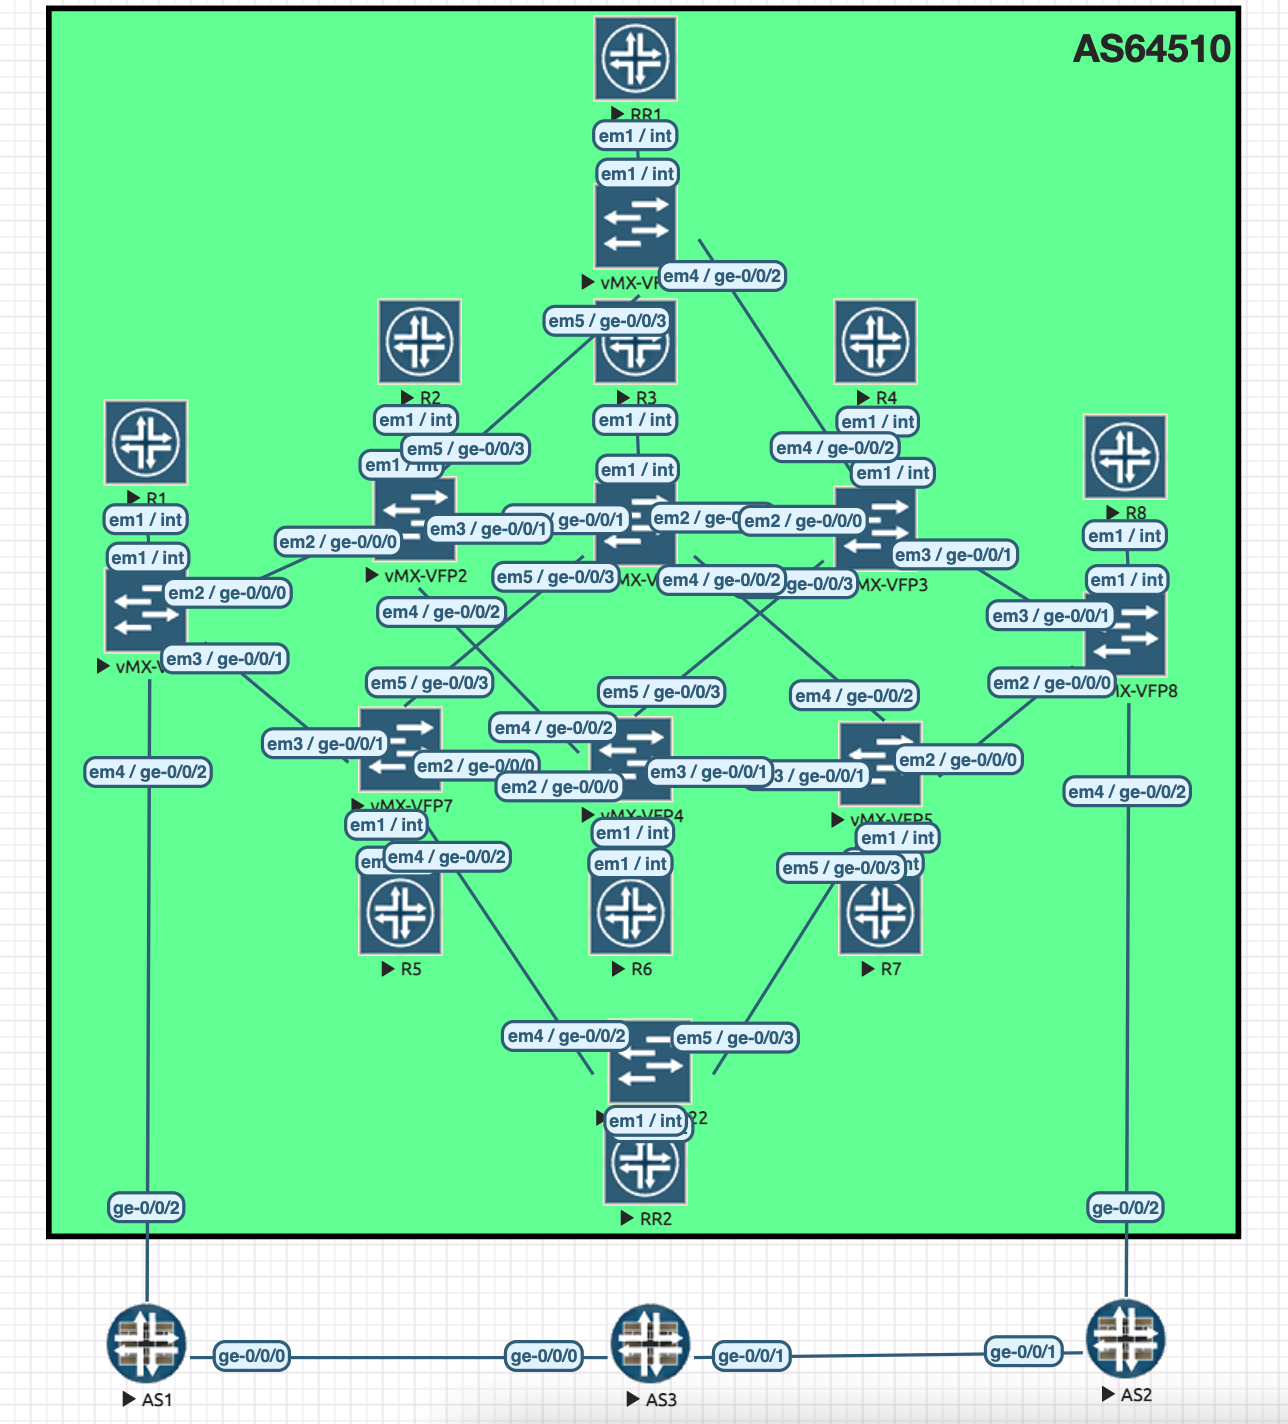 AS64510
RR1
em1 / int
em1 / int
em4 / ge-0/0/2
vMX-VF
em5 / ge-0/0/3
R2
R3
R4
em1 / int
em1 / int
em1 / int
em5 / ge-0/0/3
em4 / ge-0/0/2
em1 / int
em1 / int
em1 / int
R1
R8
em1 / int
/ ge-0/0/1
em2 / ge-0
em2 / ge-0/0/0
em3 / ge-0/0/1
em1 / int
em2 / ge-0/0/0
em3 / ge-0/0/1
em1 / int
vMX-VFP2
em5 / ge-0/0/3
MX-V
em4 / ge-0/0/2
ge-0/0/3
MX-VFP3
em1 / int
em2 / ge-0/0/0
em4 / ge-0/0/2
em3 / ge-0/0/1
vMX-V
em3 / ge-0/0/1
em5 / ge-0/0/3
em5 / ge-0/0/3
em4 / ge-0/0/2
em2 / ge-0/0/0
MX-VFP8
em4 / ge-0/0/2
em3 / ge-0/0/1
em2 / ge-0/0/0
em4 / ge-0/0/2
em2 / ge-0/0/0
em2 / ge-0/0/0
em3 / ge-0/0/1
3 / ge-0/0/1
em4 / ge-0/0/2
vMX-VFP7
vMX-VFP4
vMX-VFP5
em1 / int
em1 / int
em1 / int
em
em4 / ge-0/0/2
em1 / int
em5 / ge-0/0/3
nt
R5
R6
R7
em4 / ge-0/0/2
em5 / ge-0/0/3
em1 / int
22
RR2
ge-0/0/2
ge-0/0/2
ge-0/0/0
ge-0/0/0
ge-0/0/1
ge-0/0/1
AS1
AS3
AS2